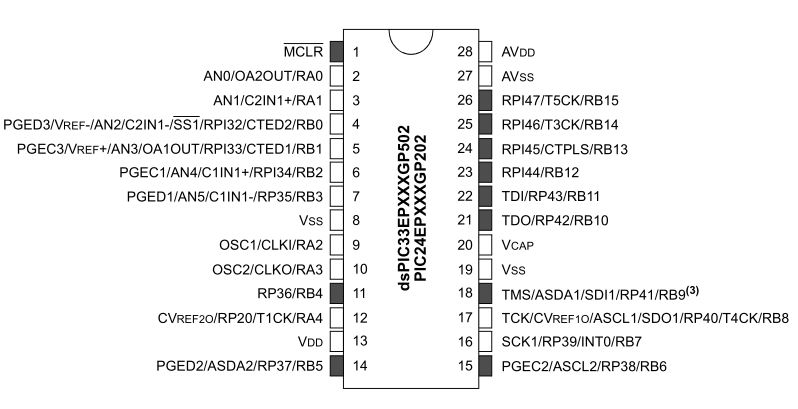 MCLR 1 28 AVDD
AN0/OA2OUT/RA0 2 27 AVSS
AN1/C2IN1+/RA1 3 26 RPI47/T5CK/RB15
PGED3/VREF-/AN2/C2IN1-/SS1/RPI32/CTED2/RB0 4 25 RPI46/T3CK/RB14
PGEC3/VREF+/AN3/OA1OUT/RPI33/CTED1/RB1 5 24 RPI45/CTPLS/RB13
PGEC1/AN4/C1IN1+/RPI34/RB2 6 23 RPI44/RB12
PGED1/AN5/C1IN1-/RP35/RB3 7 22 TDI/RP43/RB11
VSS 8 21 TDO/RP42/RB10
OSC1/CLKI/RA2 9 20 VCAP
OSC2/CLKO/RA3 10 19 VSS
RP36/RB4 11 18 TMS/ASDA1/SDI1/RP41/RB9(3)
CVREF2O/RP20/T1CK/RA4 12 17 TCK/CVREF1O/ASCL1/SDO1/RP40/T4CK/RB8
VDD 13 16 SCK1/RP39/INT0/RB7
PGED2/ASDA2/RP37/RB5 14 15 PGEC2/ASCL2/RP38/RB6
dsPIC33EPXXXGP502
PIC24EPXXXGP202